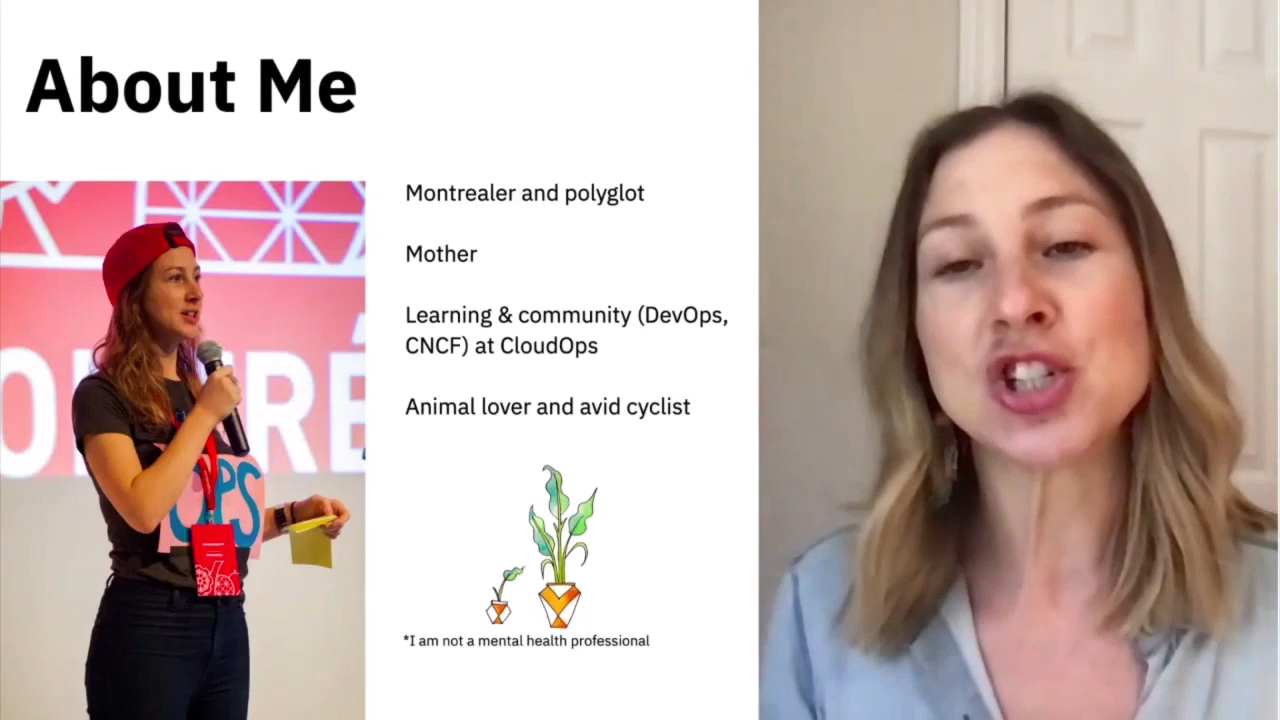 About Me
Montrealer and polyglot
Mother
Learning & community (DevOps,
CNCF) at CloudOps
Animal lover and avid cyclist
OPS
*I am not a mental health professional